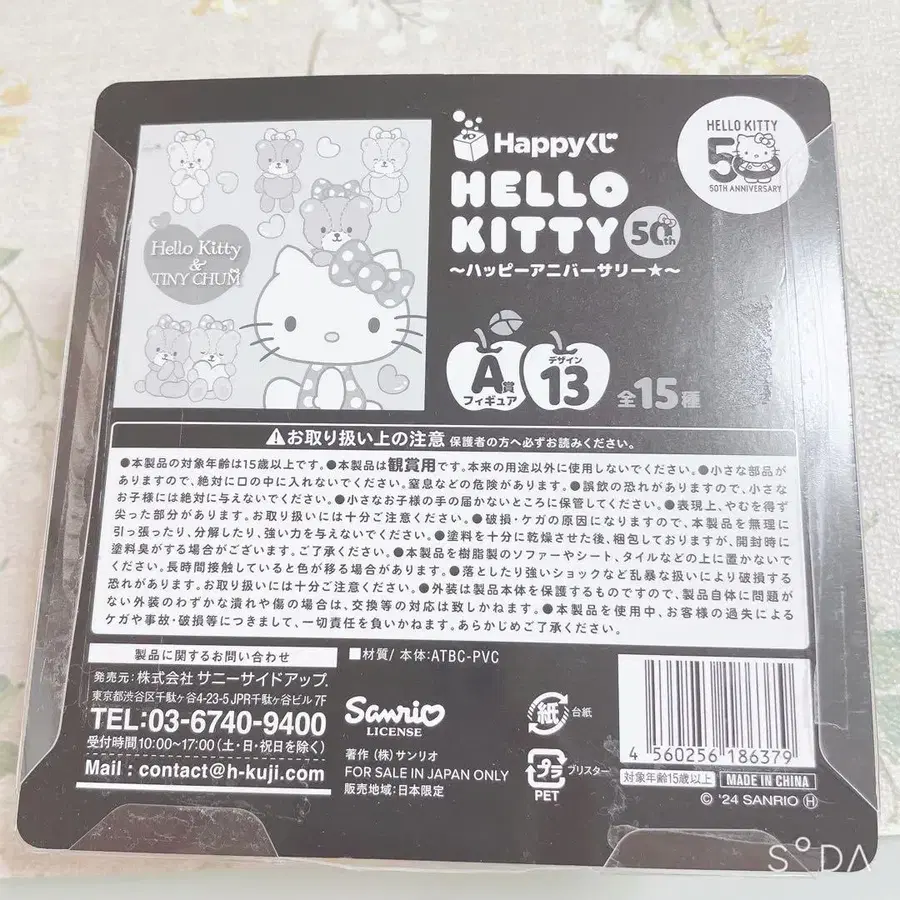 Happyくじ
HELLO
KITTY 50th
～ハッピーアニバーサリー★～
HELLO KITTY
50
50TH ANNIVERSARY
Hello Kitty
&
TINY CHUM
A賞
フィギュア
デザイン
13
全15種
⚠お取り扱い上の注意 保護者の方へ必ずお読みください。
●本製品の対象年齢は15歳以上です。●本製品は観賞用です。本来の用途以外に使用しないでください。●小さな部品が
ありますので、絶対に口の中に入れないでください。窒息などの危険があります。●誤飲の恐れがありますので、小さな
お子様には絶対に与えないでください。●小さなお子様の手の届かないところに保管してください。●表現上、やむを得ず
尖った部分があります。お取り扱いには十分ご注意ください。●破損・ケガの原因になりますので、本製品を無理に
引っ張ったり、分解したり、強い力を与えないでください。●塗料を十分に乾燥させた後、梱包しておりますが、開封時に
塗料臭がする場合がございます。ご了承ください。●本製品を樹脂製のソファーやシート、タイルなどの上に置かないで
ください。長時間接触していると色が移る場合があります。●落としたり強いショックなど乱暴な扱いにより破損する
恐れがあります。お取り扱いには十分ご注意ください。●外装は製品本体を保護するものですので、製品自体に問題が
ない外装のわずかな潰れや傷の場合は、交換等の対応は致しかねます。●本製品を使用中、お客様の過失による
ケガや事故・破損等につきまして、一切責任を負いかねます。あらかじめご了承ください。
製品に関するお問い合わせ
発売元：株式会社 サニーサイドアップ
東京都渋谷区千駄ヶ谷4-23-5 JPR千駄ヶ谷ビル 7F
TEL:03-6740-9400
受付時間10:00～17:00（土・日・祝日を除く）
Mail : contact@h-kuji.com
■材質/ 本体：ATBC-PVC
Sanrio
LICENSE
著作（株）サンリオ
FOR SALE IN JAPAN ONLY
販売地域：日本限定
紙 台紙
プラ ブリスター
PET
4 560256 186379
対象年齢15歳以上 MADE IN CHINA
© '24 SANRIO Ⓗ
SODA